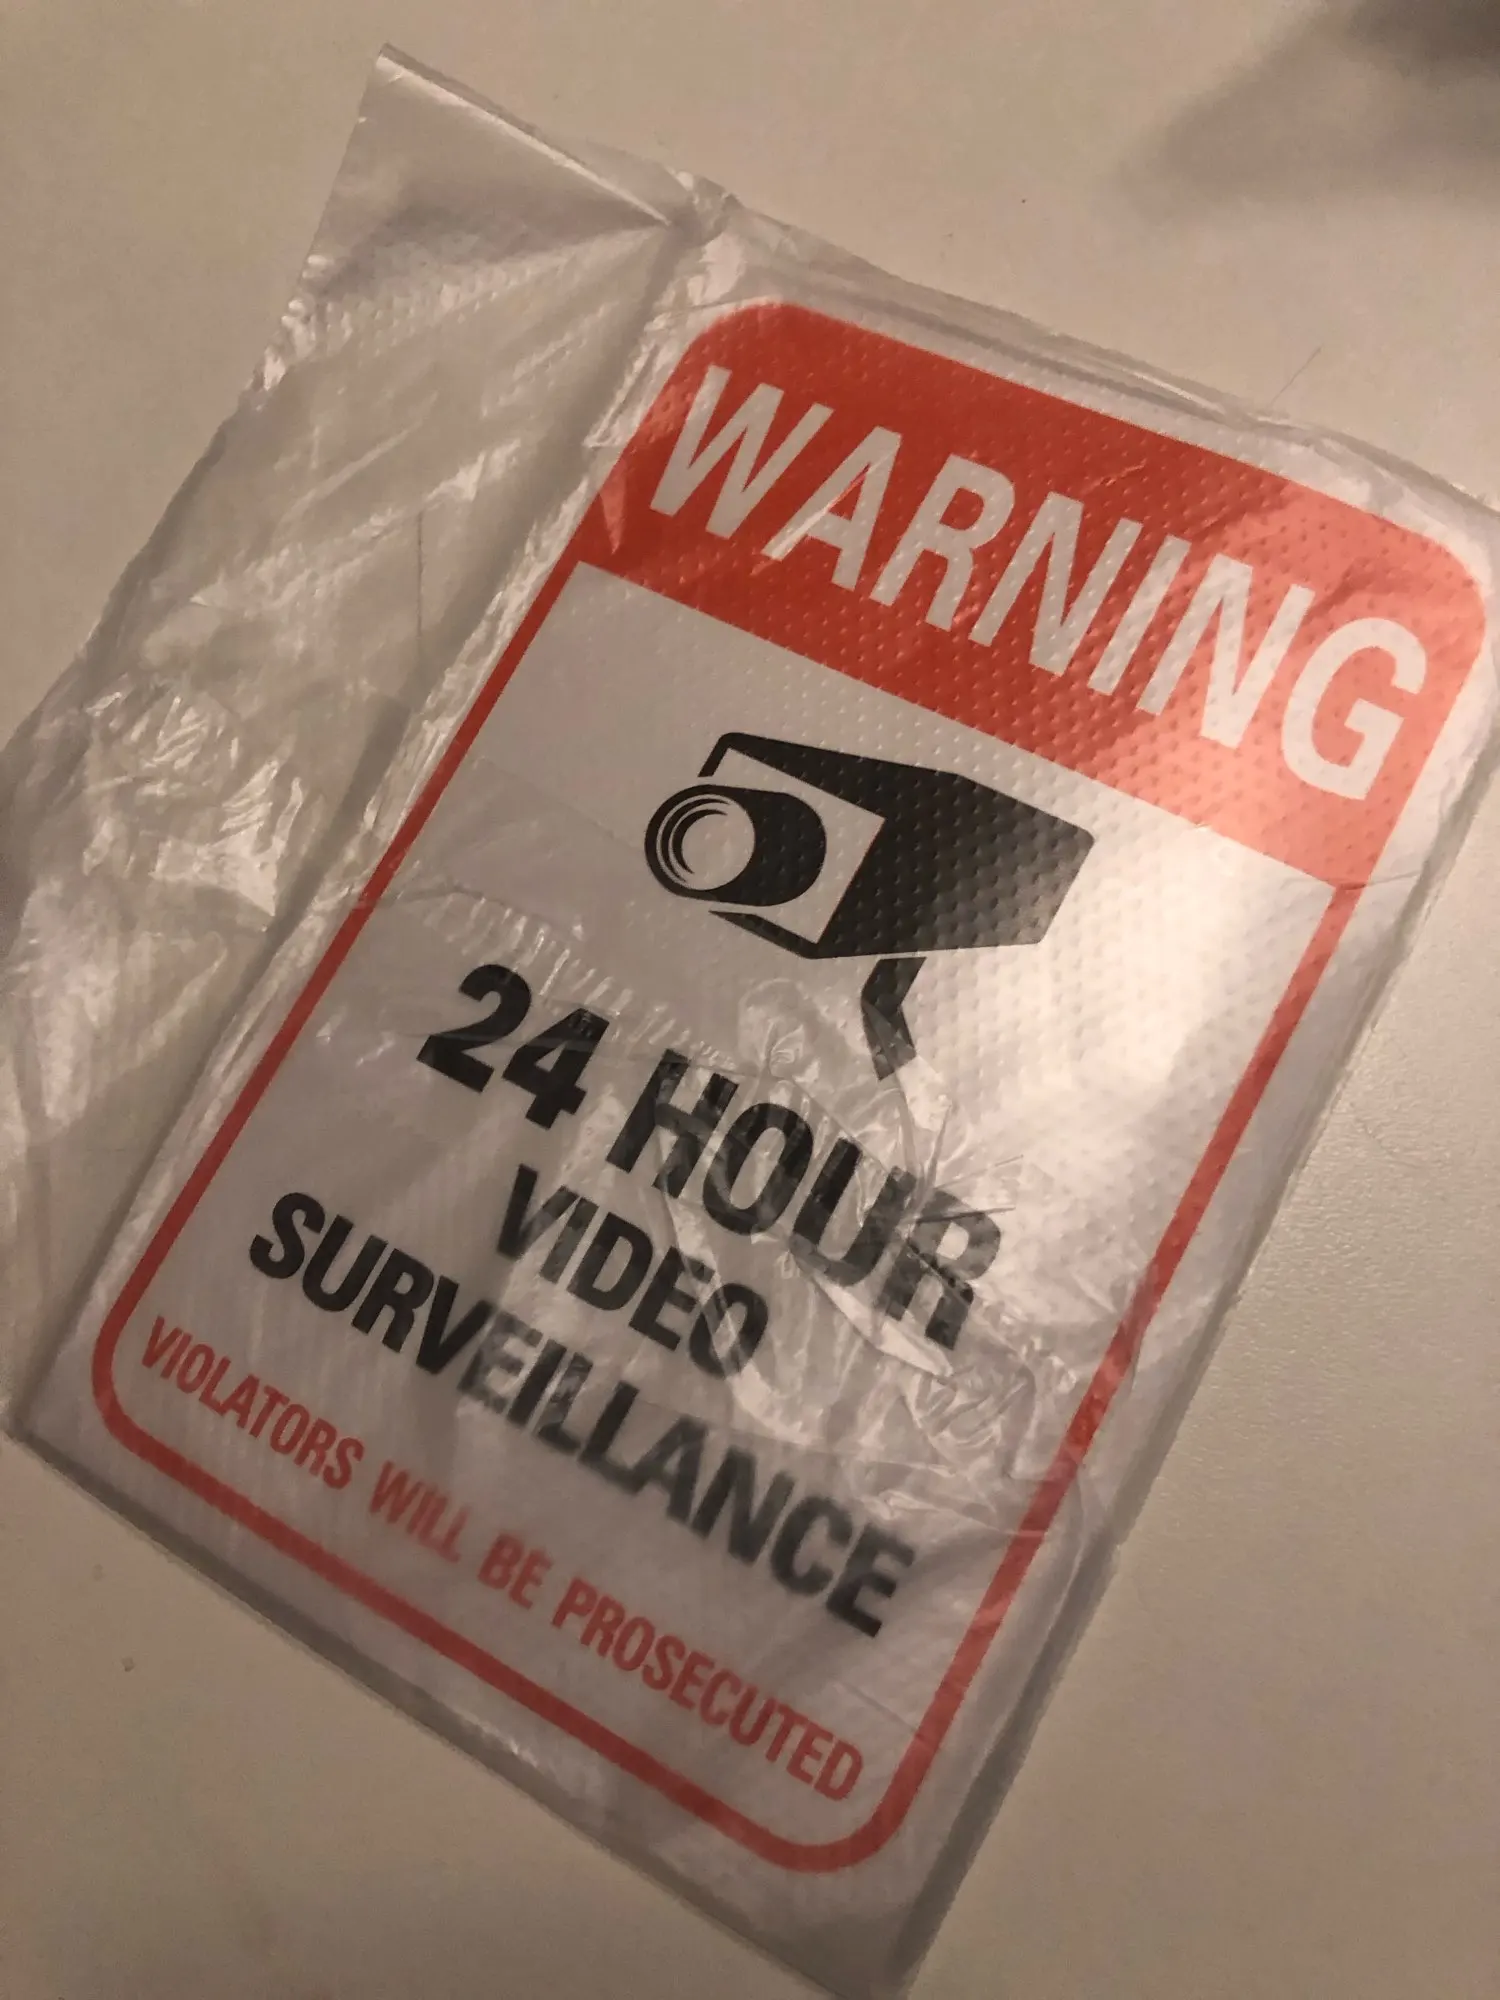 WARNING
24 HOUR
VIDEO
SURVEILLANCE
VIOLATORS WILL BE PROSECUTED